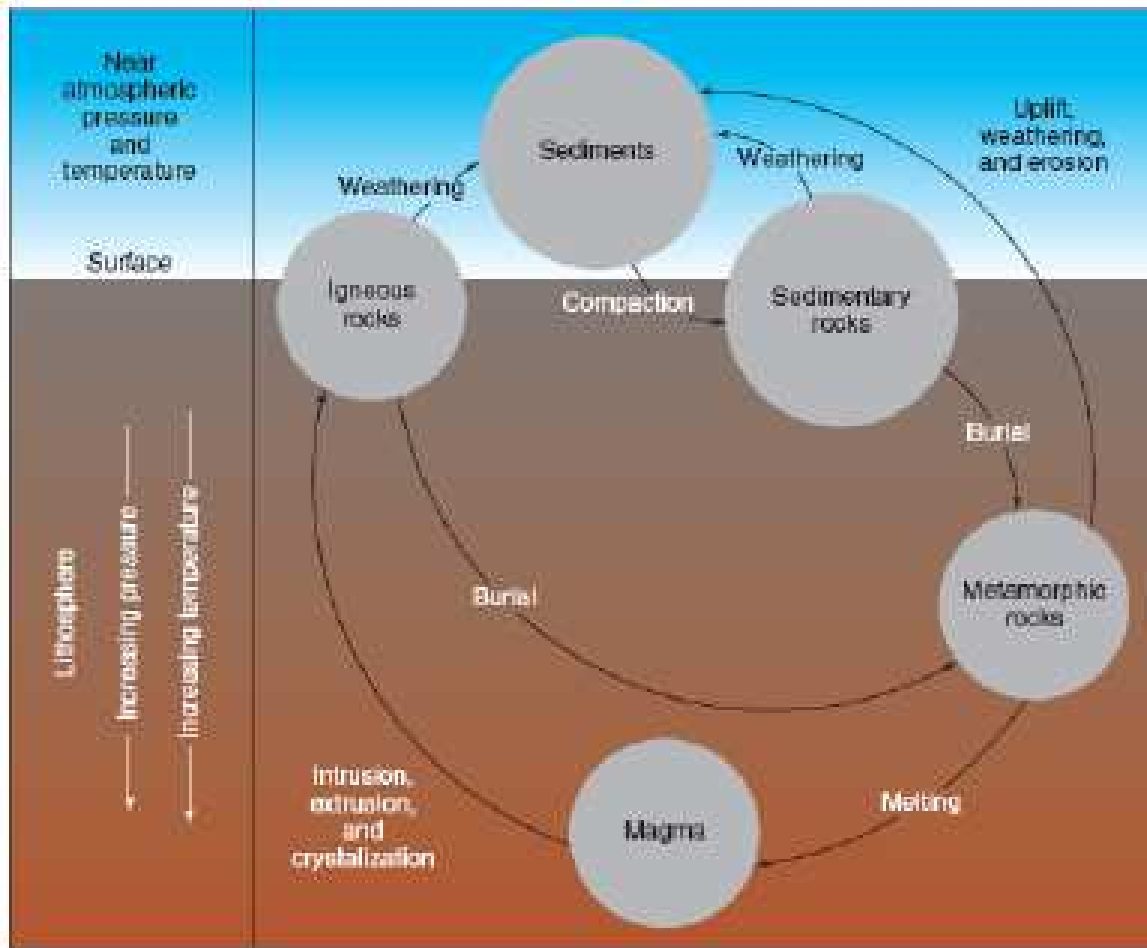 Near
atmospheric
pressure
and
temperature
Surface
Lithosphere
Increasing pressure
Increasing temperature
Sediments
Weathering
Weathering
Uplift,
weathering,
and erosion
Igneous
rocks
Compaction
Sedimentary
rocks
Burial
Burial
Metamorphic
rocks
Intrusion,
extrusion,
and
crystalization
Magma
Melting